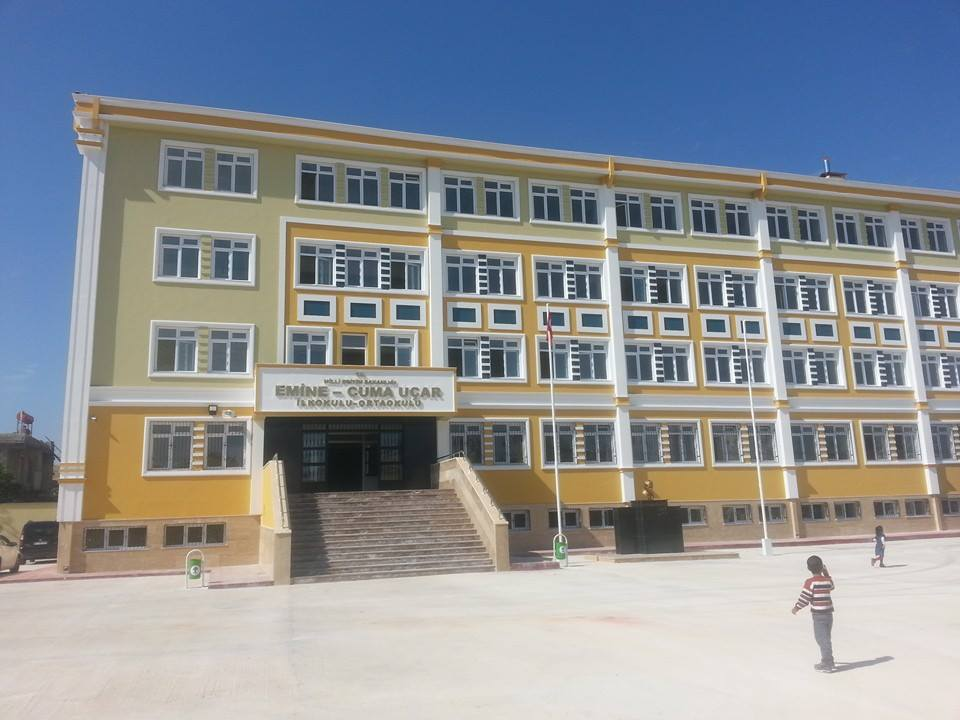 T.C.
MİLLİ EĞİTİM BAKANLIĞI
EMİNE - CUMA UÇAR
İLKOKULU-ORTAOKULU